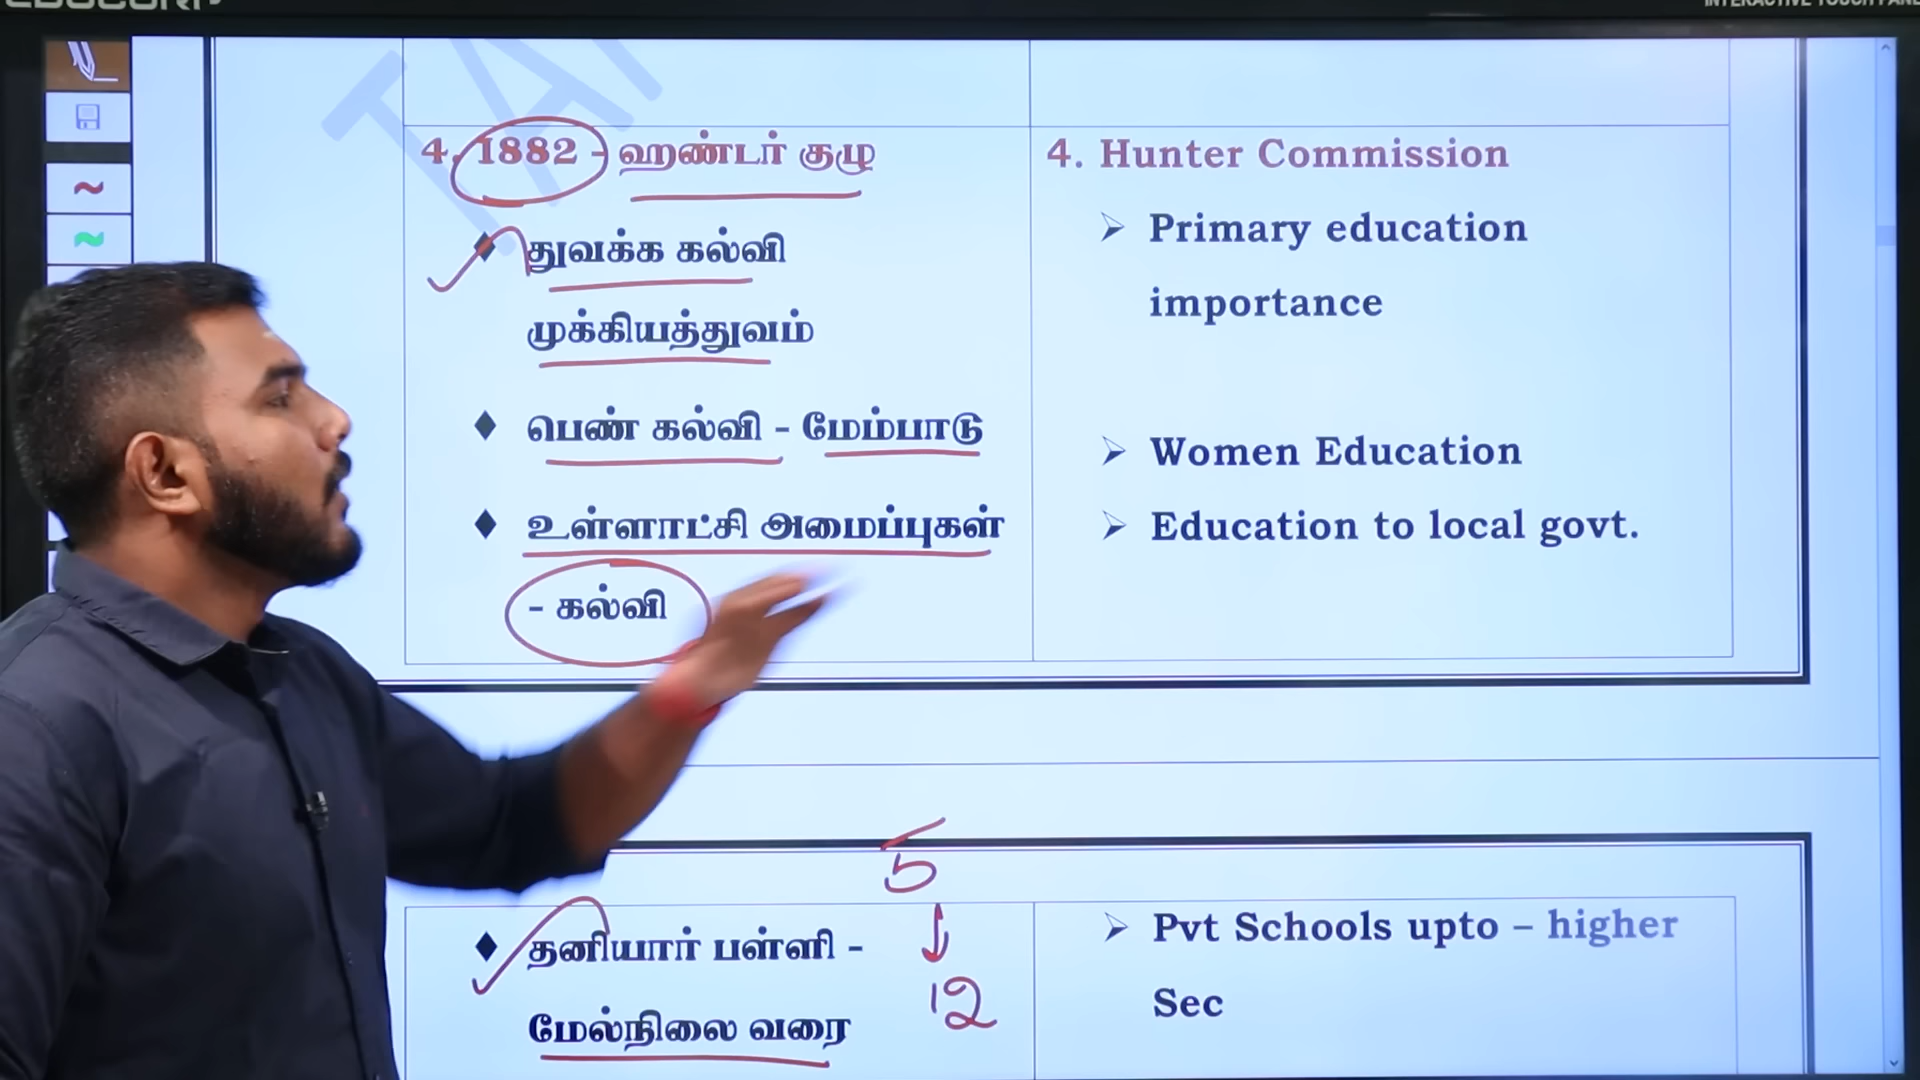 4. 1882 - ஹண்டர் குழு
துவக்க கல்வி
முக்கியத்துவம்
பெண் கல்வி - மேம்பாடு
உள்ளாட்சி அமைப்புகள்
- கல்வி
4. Hunter Commission
Primary education
importance
Women Education
Education to local govt.
5
தனியார் பள்ளி -
12
மேல்நிலை வரை
Pvt Schools upto – higher
Sec